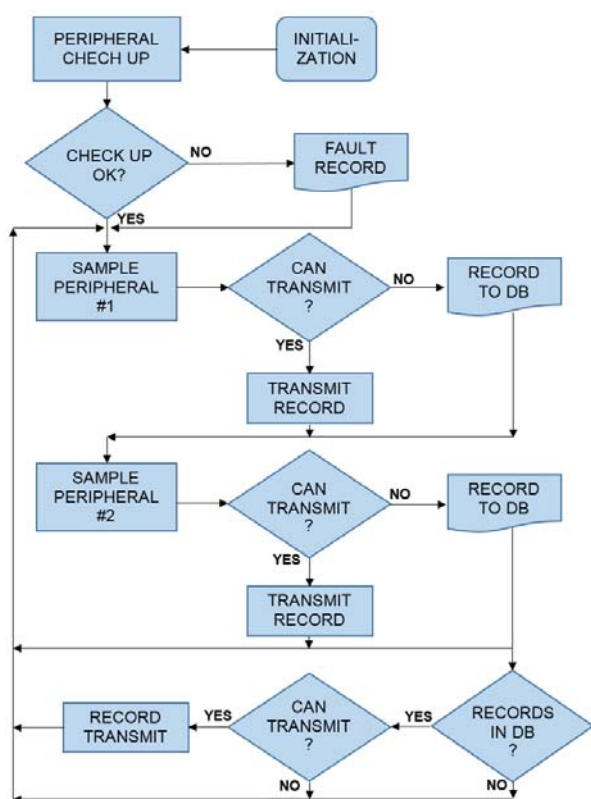 PERIPHERAL
CHECH UP
INITIALI-
ZATION
CHECK UP
OK?
NO
FAULT
RECORD
YES
SAMPLE
PERIPHERAL
#1
CAN
TRANSMIT
?
NO
RECORD
TO DB
YES
TRANSMIT
RECORD
SAMPLE
PERIPHERAL
#2
CAN
TRANSMIT
?
NO
RECORD
TO DB
YES
TRANSMIT
RECORD
RECORD
TRANSMIT
YES
CAN
TRANSMIT
?
YES
RECORDS
IN DB
?
NO
NO